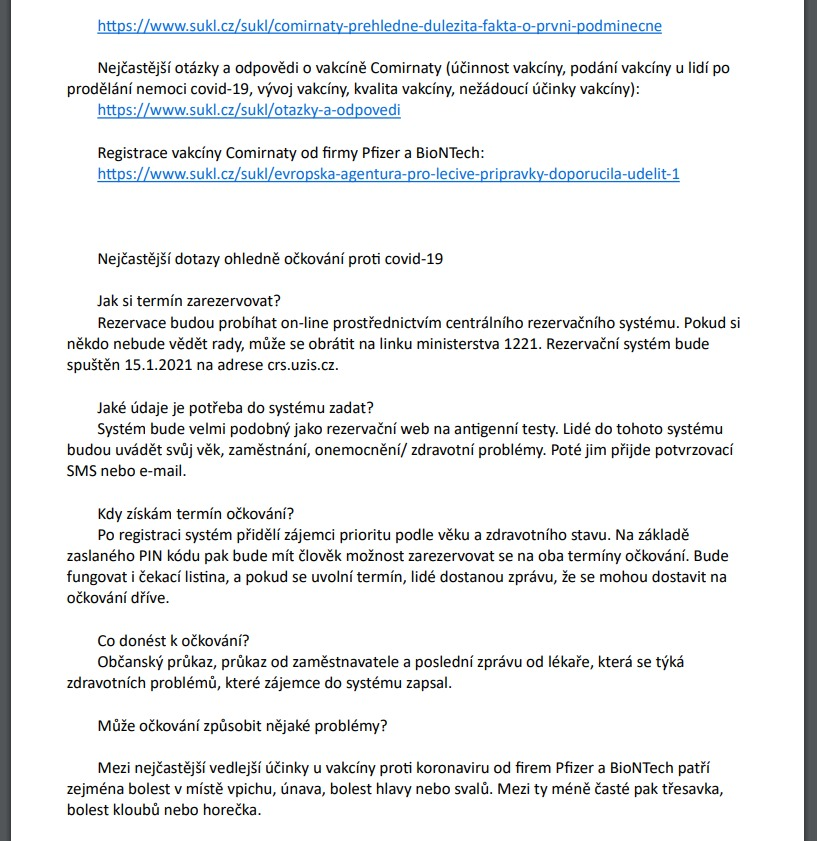 https://www.sukl.cz/sukl/comirnaty-prehledne-dulezita-fakta-o-prvni-podminecne
Nejčastější otázky a odpovědi o vakcíně Comirnaty (účinnost vakcíny, podání vakcíny u lidí po
prodělání nemoci covid-19, vývoj vakcíny, kvalita vakcíny, nežádoucí účinky vakcíny):
https://www.sukl.cz/sukl/otazky-a-odpovedi
Registrace vakcíny Comirnaty od firmy Pfizer a BioNTech:
https://www.sukl.cz/sukl/evropska-agentura-pro-lecive-pripravky-doporucila-udelit-1
Nejčastější dotazy ohledně očkování proti covid-19
Jak si termín zarezervovat?
Rezervace budou probíhat on-line prostřednictvím centrálního rezervačního systému. Pokud si
někdo nebude vědět rady, může se obrátit na linku ministerstva 1221. Rezervační systém bude
spuštěn 15.1.2021 na adrese crs.uzis.cz.
Jaké údaje je potřeba do systému zadat?
Systém bude velmi podobný jako rezervační web na antigenní testy. Lidé do tohoto systému
budou uvádět svůj věk, zaměstnání, onemocnění/ zdravotní problémy. Poté jim přijde potvrzovací
SMS nebo e-mail.
Kdy získám termín očkování?
Po registraci systém přidělí zájemci prioritu podle věku a zdravotního stavu. Na základě
zaslaného PIN kódu pak bude mít člověk možnost zarezervovat se na oba termíny očkování. Bude
fungovat i čekací listina, a pokud se uvolní termín, lidé dostanou zprávu, že se mohou dostavit na
očkování dříve.
Co donést k očkování?
Občanský průkaz, průkaz od zaměstnavatele a poslední zprávu od lékaře, která se týká
zdravotních problémů, které zájemce do systému zapsal.
Může očkování způsobit nějaké problémy?
Mezi nejčastější vedlejší účinky u vakcíny proti koronaviru od firem Pfizer a BioNTech patří
zejména bolest v místě vpichu, únava, bolest hlavy nebo svalů. Mezi ty méně časté pak třesavka,
bolest kloubů nebo horečka.